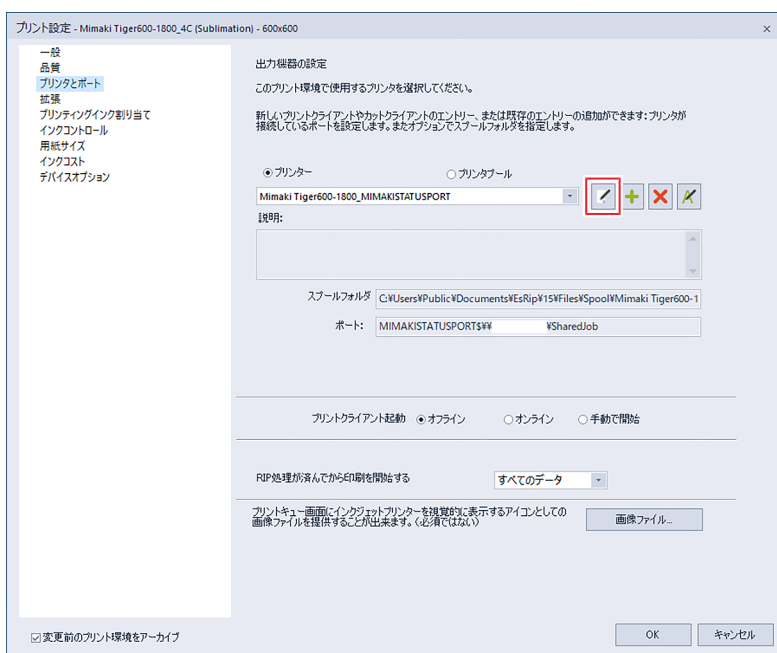 プリント設定 - Mimaki Tiger600-1800_4C (Sublimation) - 600x600
一般
品質
プリンタとポート
拡張
プリンティングインク割り当て
インクコントロール
用紙サイズ
インクコスト
デバイスオプション
出力機器の設定
このプリント環境で使用するプリンタを選択してください。
新しいプリントクライアントやカットクライアントのエントリー、または既存のエントリーの追加ができます:プリンタが
接続しているポートを設定します。またオプションでスプールフォルダを指定します。
プリンター プリンタプール
Mimaki Tiger600-1800_MIMAKISTATUSPORT
説明:
スプールフォルダ C:¥Users¥Public¥Documents¥EsRip¥15¥Files¥Spool¥Mimaki Tiger600-1
ポート: MIMAKISTATUSPORT$¥¥ ¥SharedJob
プリントクライアント起動 オフライン オンライン 手動で開始
RIP処理が済んでから印刷を開始する すべてのデータ
プリントキュー画面にインクジェットプリンターを視覚的に表示するアイコンとしての
画像ファイルを提供することが出来ます。(必須ではない)
画像ファイル...
変更前のプリント環境をアーカイブ
OK キャンセル